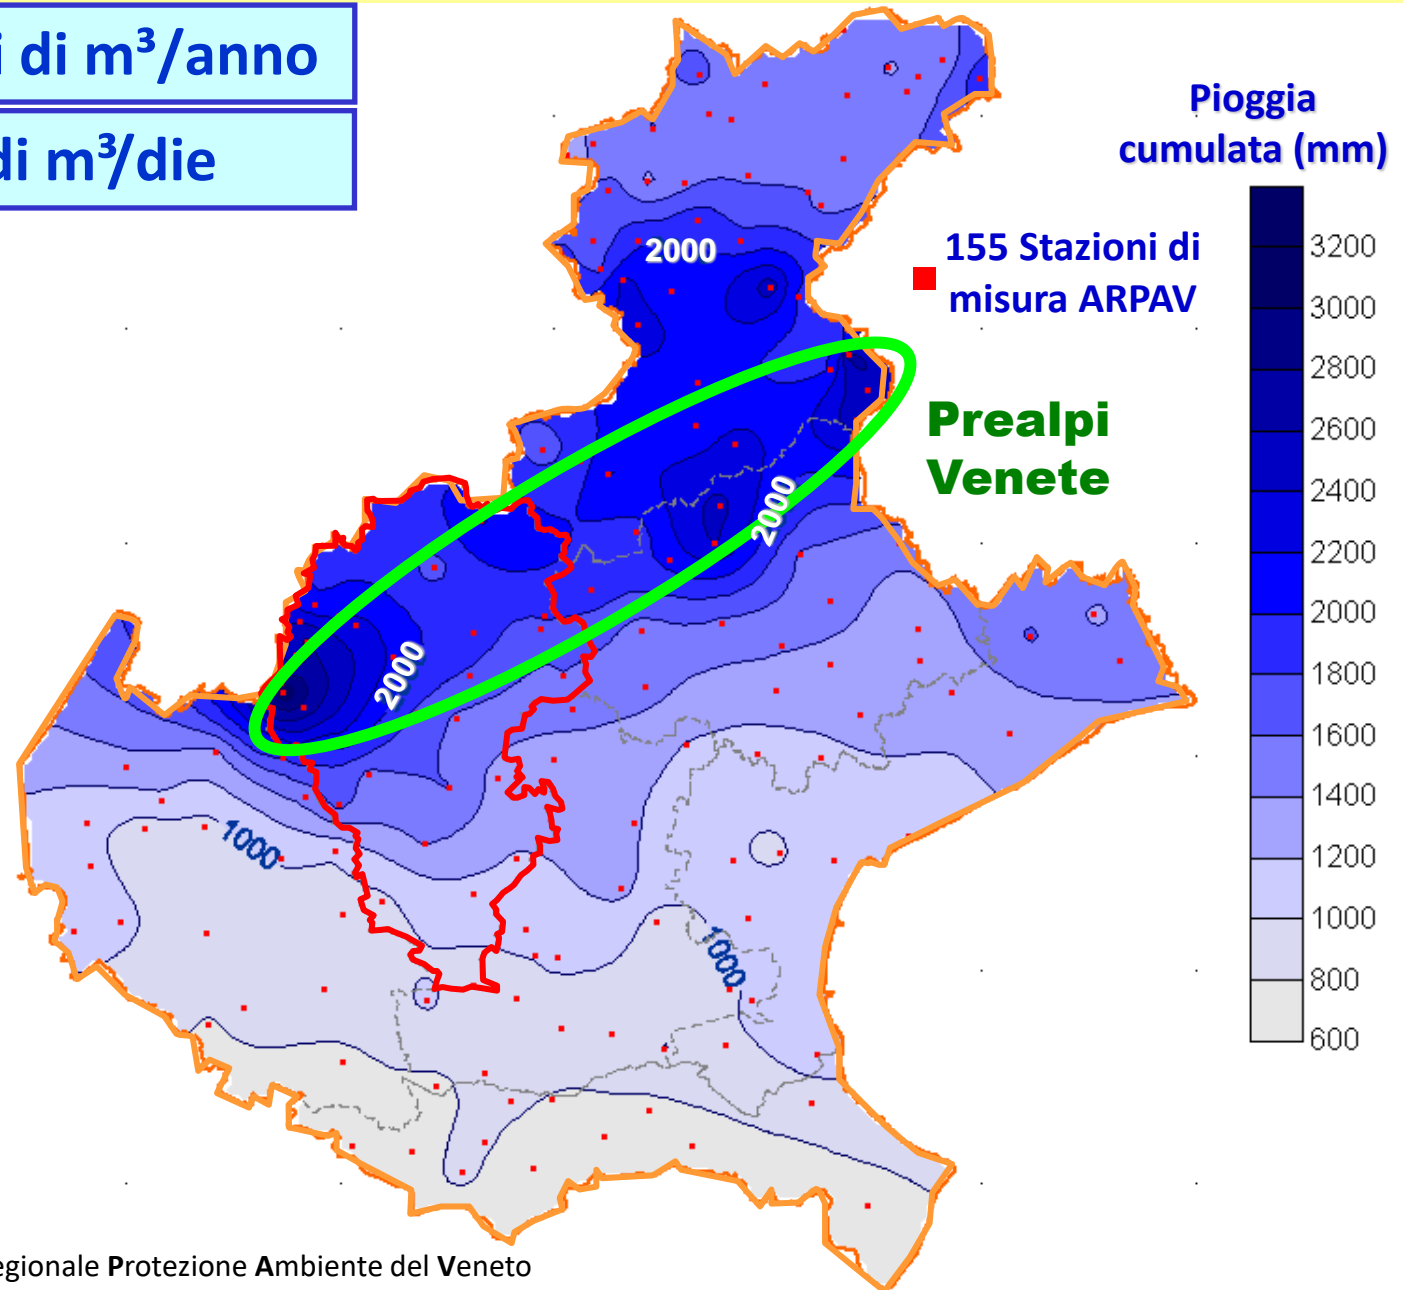 i di m³/anno
di m³/die
Pioggia
cumulata (mm)
155 Stazioni di
misura ARPAV
Prealpi
Venete
2000
2000
2000
1000
1000
3200
3000
2800
2600
2400
2200
2000
1800
1600
1400
1200
1000
800
600
egionale Protezione Ambiente del Veneto